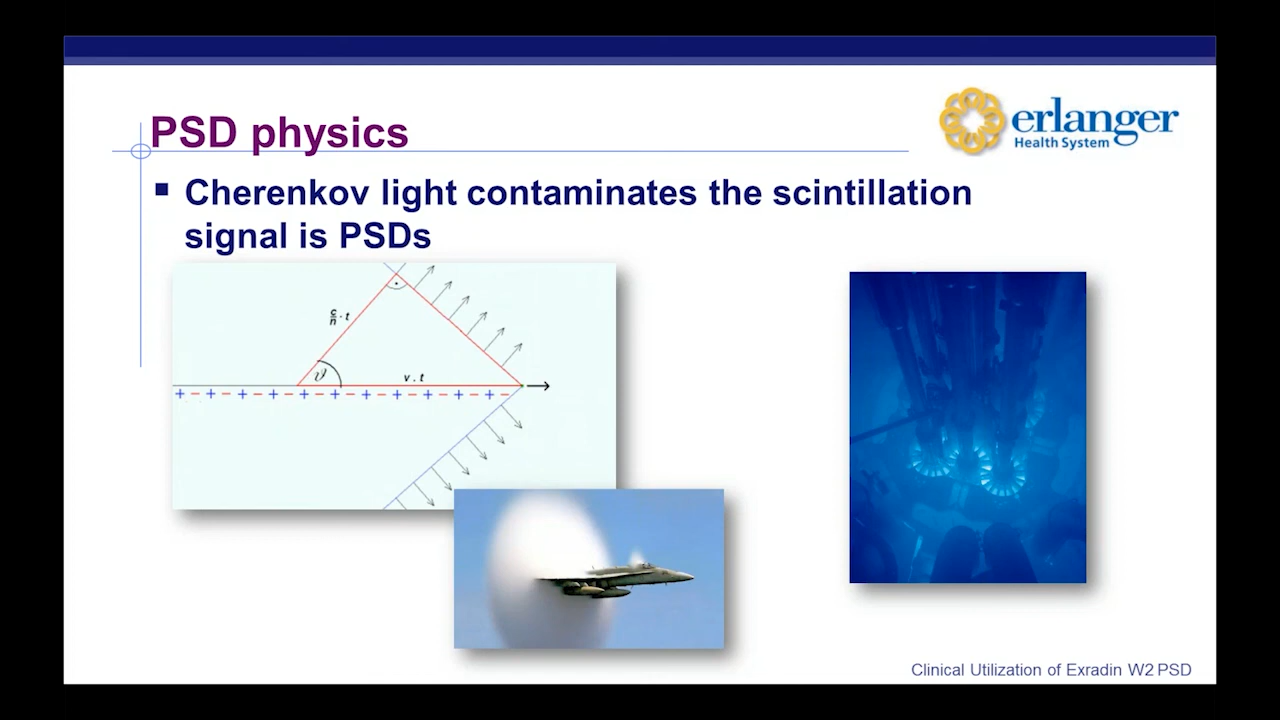 PSD physics
erlanger
Health System
▪ Cherenkov light contaminates the scintillation
signal is PSDs
c/n · t
ϑ
v . t
+ − + − + − + − + − + − + − + − + − + − + −
Clinical Utilization of Exradin W2 PSD